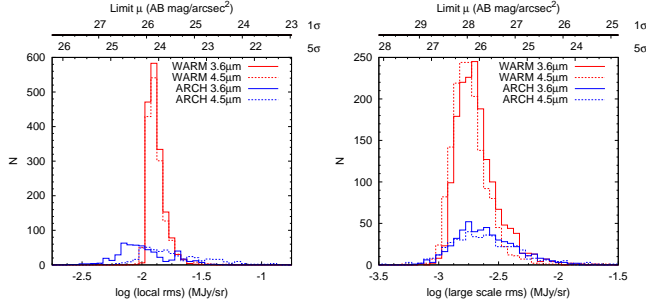 Limit μ (AB mag/arcsec²)
27 26 25 24 23 1σ
26 25 24 23 22 5σ
600
500
400
300
200
100
0
N
WARM 3.6μm
WARM 4.5μm
ARCH 3.6μm
ARCH 4.5μm
-2.5 -2 -1.5 -1
log (local rms) (MJy/sr)
Limit μ (AB mag/arcsec²)
29 28 27 26 25 1σ
28 27 26 25 24 5σ
250
200
150
100
50
0
N
WARM 3.6μm
WARM 4.5μm
ARCH 3.6μm
ARCH 4.5μm
-3.5 -3 -2.5 -2 -1.5
log (large scale rms) (MJy/sr)